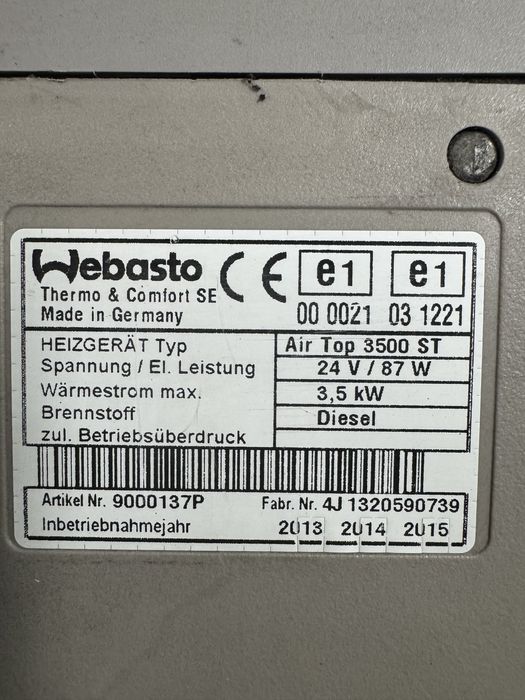 Webasto CE e1 e1
Thermo & Comfort SE
Made in Germany 00 0021 03 1221
HEIZGERÄT Typ Air Top 3500 ST
Spannung / El. Leistung 24 V / 87 W
Wärmestrom max. 3,5 kW
Brennstoff Diesel
zul. Betriebsüberdruck
Artikel Nr. 9000137P Fabr. Nr. 4J 1320590739
Inbetriebnahmejahr 2013 2014 2015